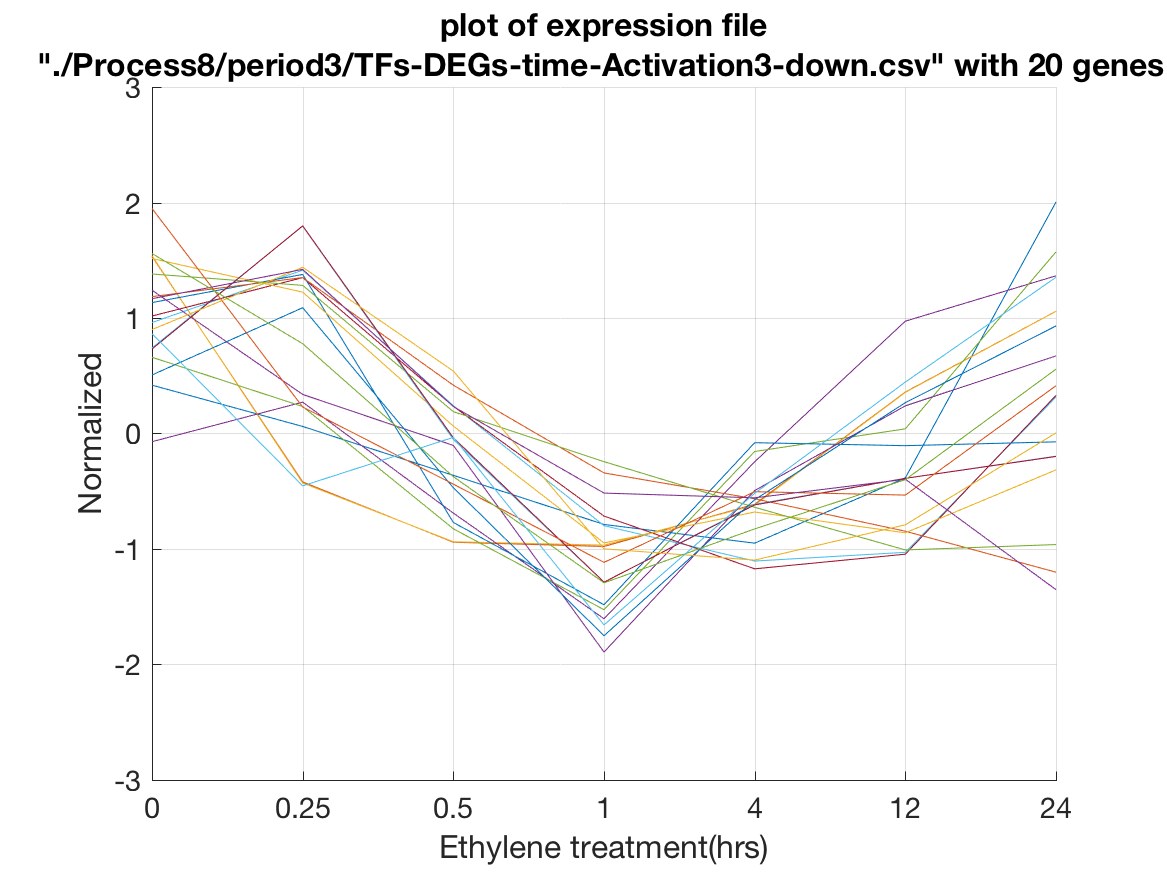 plot of expression file
"./Process8/period3/TFs-DEGs-time-Activation3-down.csv" with 20 genes
3
2
1
0
-1
-2
-3
Normalized
0 0.25 0.5 1 4 12 24
Ethylene treatment(hrs)